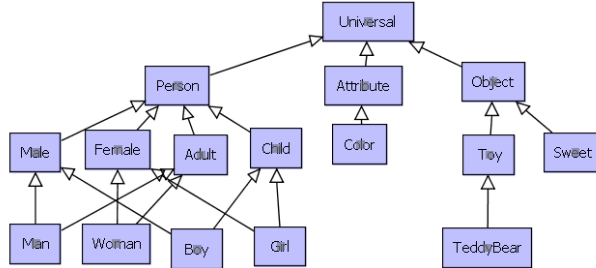 Universal
Person
Attribute
Object
Male
Female
Adult
Child
Color
Toy
Sweet
Man
Woman
Boy
Girl
TeddyBear